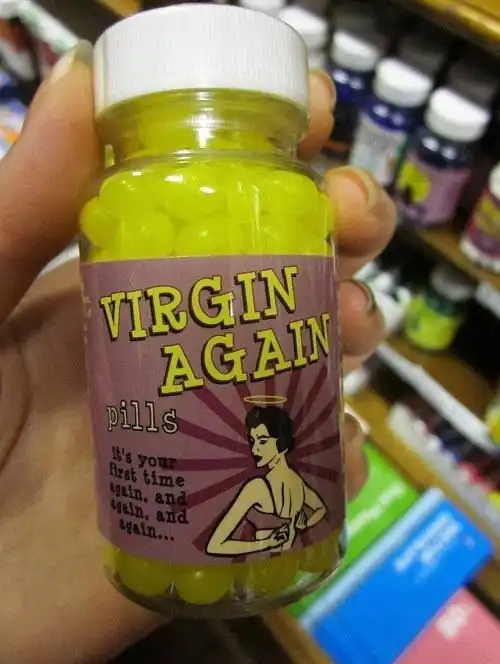 VIRGIN
AGAIN
pills
it's your
first time
again, and
again, and
again...